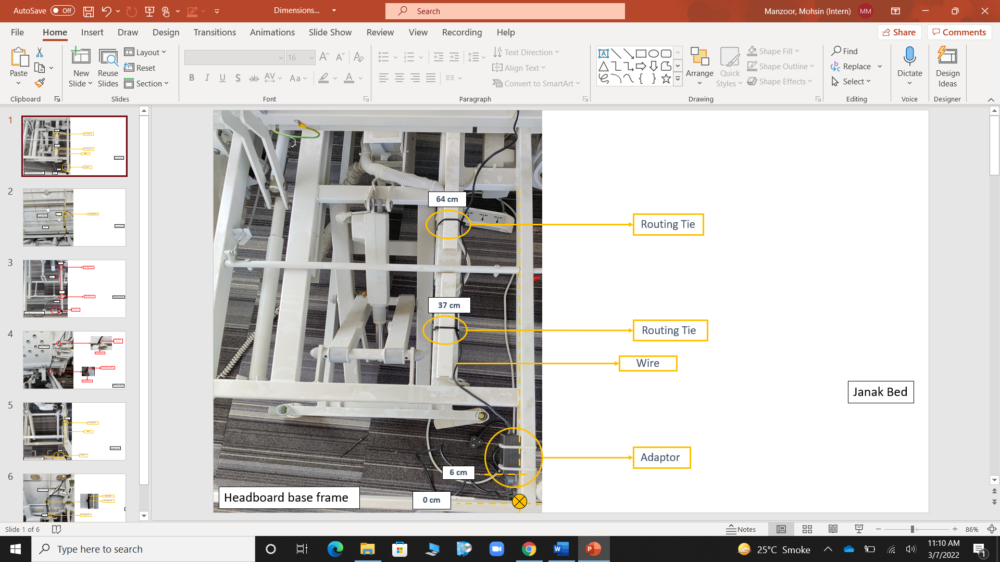 AutoSave Off
Dimensions...
Search
Manzoor, Mohsin (Intern) MM
File Home Insert Draw Design Transitions Animations Slide Show Review View Recording Help
Share Comments
Paste
Clipboard
New Slide
Reuse Slides
Layout
Reset
Section
Slides
16
B I U S ab AV Aa A
Font
Text Direction
Align Text
Convert to SmartArt
Paragraph
Arrange
Quick Styles
Shape Fill
Shape Outline
Shape Effects
Drawing
Find
Replace
Select
Editing
Dictate
Voice
Design Ideas
Designer
1
2
3
4
5
6
64 cm
Routing Tie
37 cm
Routing Tie
Wire
Janak Bed
Adaptor
6 cm
Headboard base frame
0 cm
Slide 1 of 6
Notes
86%
Type here to search
25°C Smoke
11:10 AM
3/7/2022
1